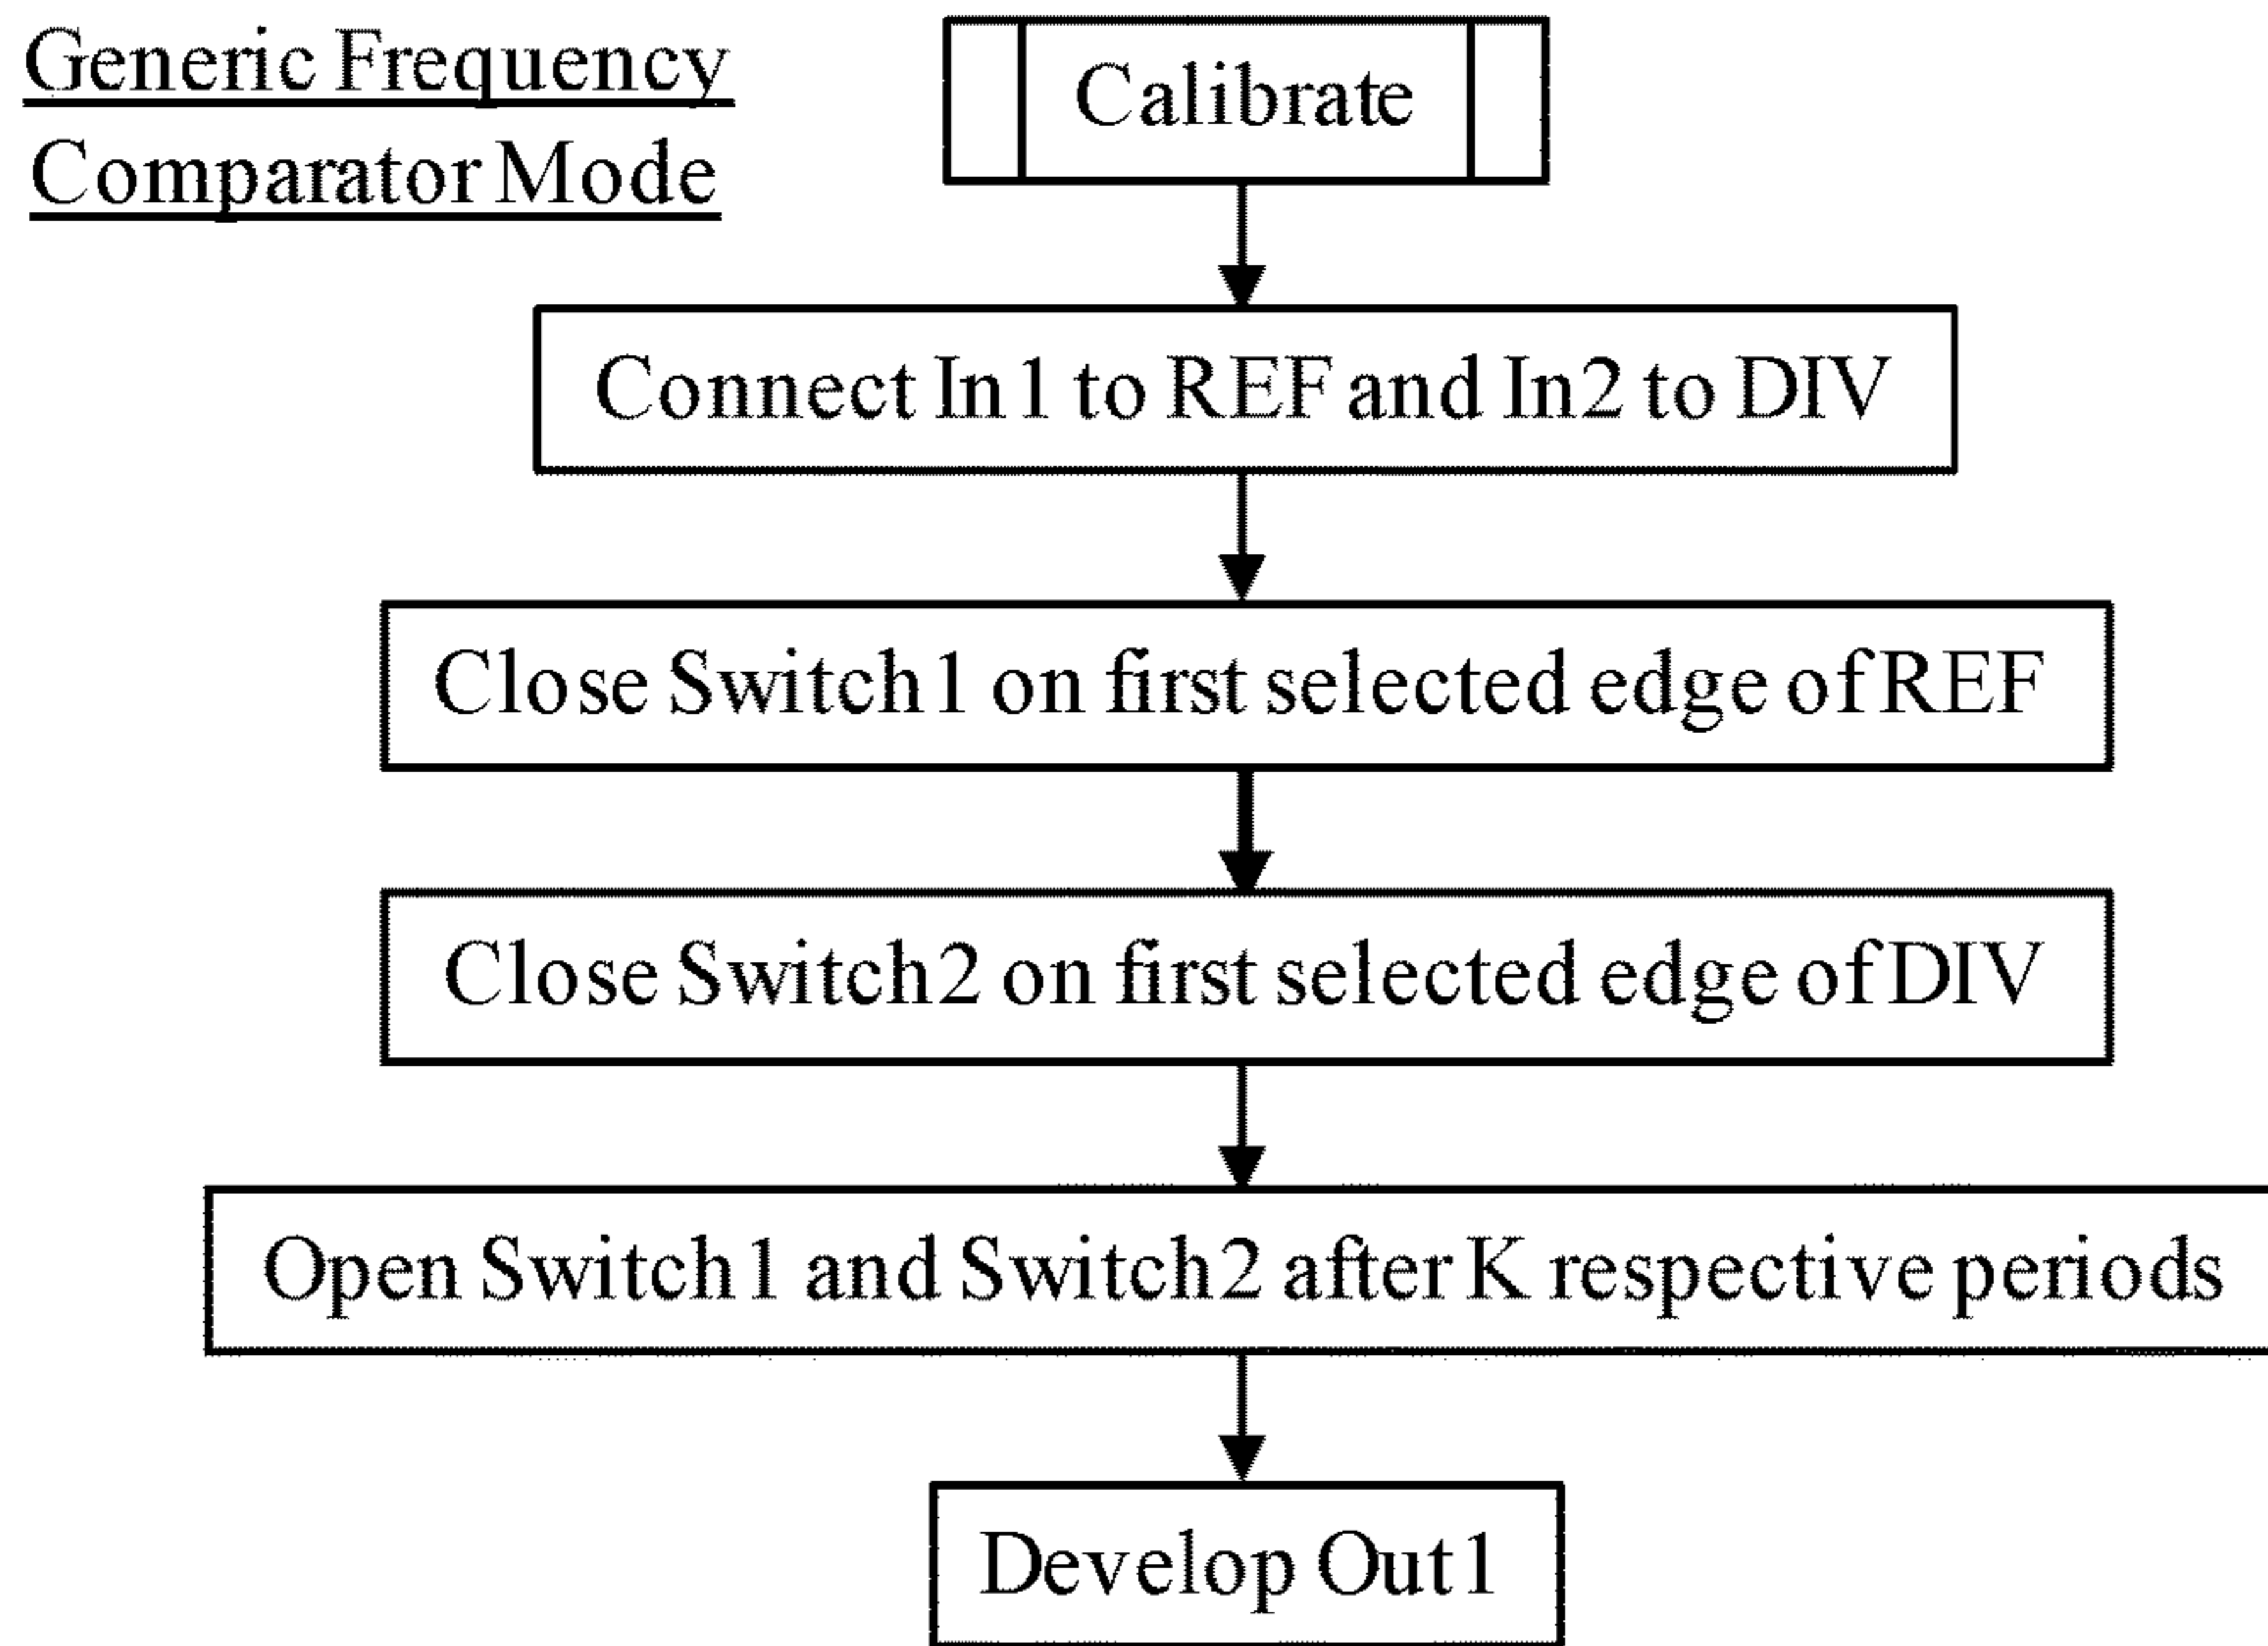 Generic Frequency
Comparator Mode
Calibrate
Connect In1 to REF and In2 to DIV
Close Switch1 on first selected edge of REF
Close Switch2 on first selected edge of DIV
Open Switch1 and Switch2 after K respective periods
Develop Out1